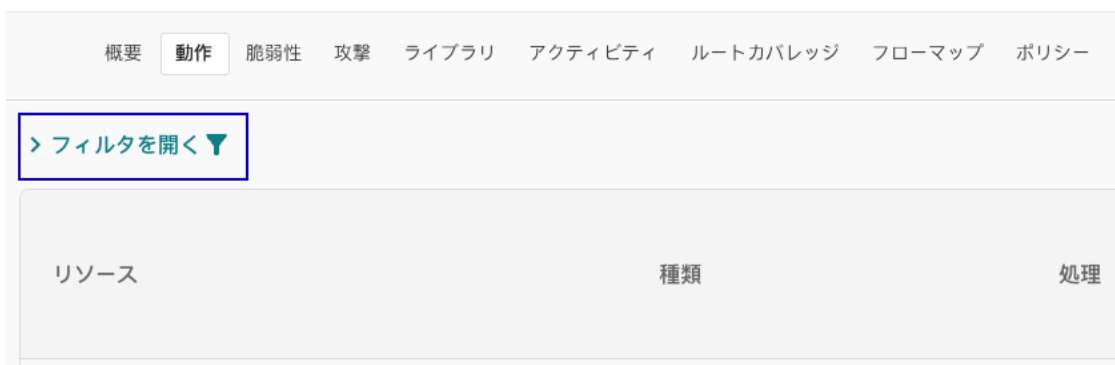 概要 動作 脆弱性 攻撃 ライブラリ アクティビティ ルートカバレッジ フローマップ ポリシー
> フィルタを開く
リソース 種類 処理